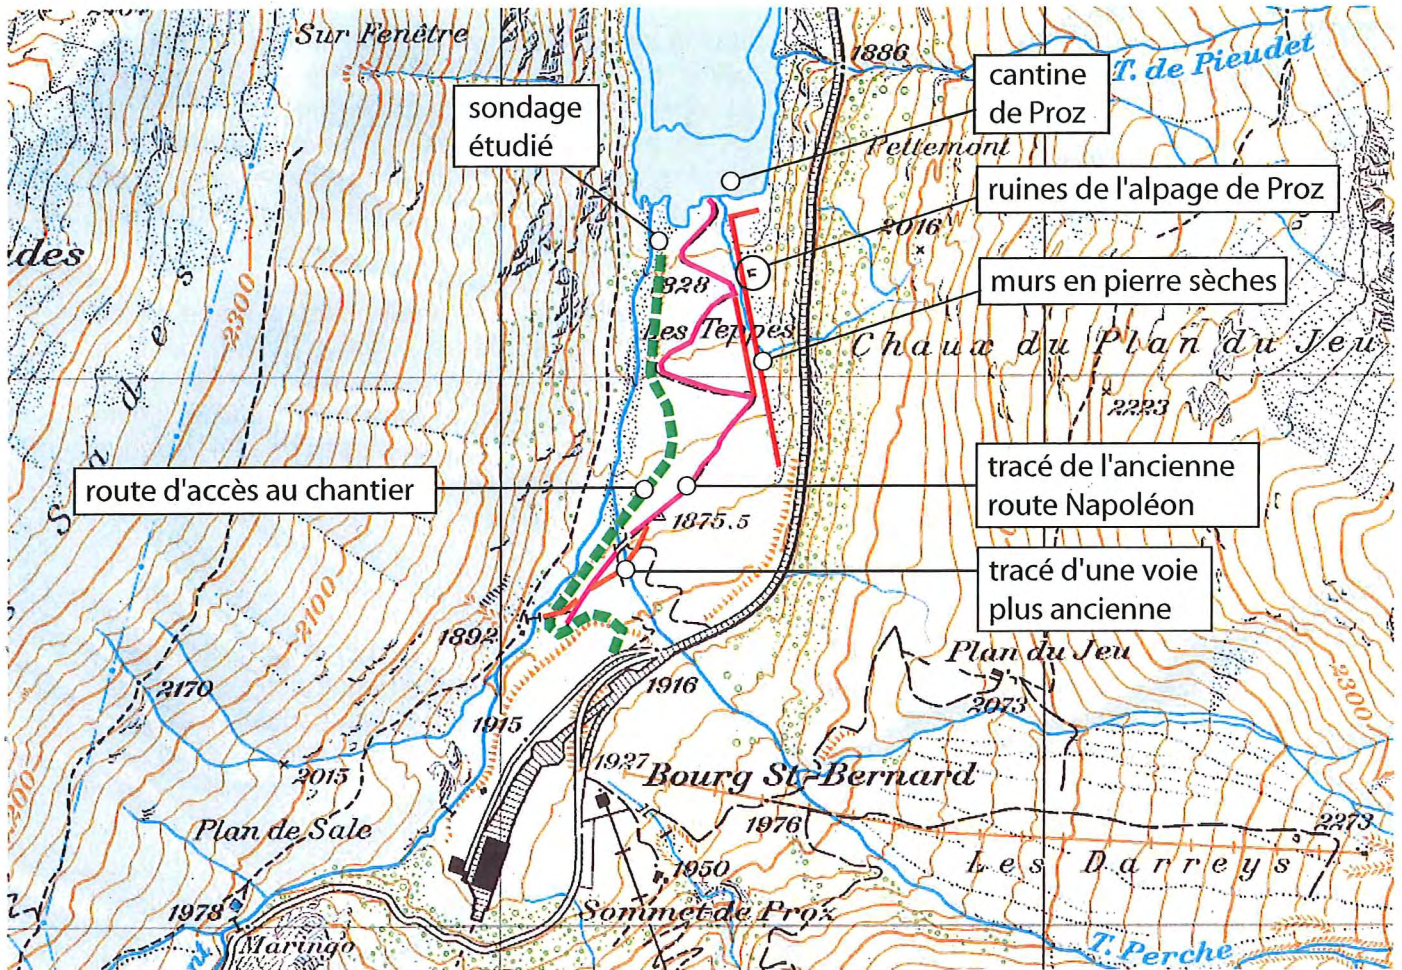 Sur Fenêtre
1886
T. de Pieudet
cantine
de Proz
sondage
étudié
Pellemont
ruines de l'alpage de Proz
2016
murs en pierre sèches
828
Les Teppes
Chaux du Plan du Jeu
2300
Sades
2223
route d'accès au chantier
tracé de l'ancienne
route Napoléon
1875.5
tracé d'une voie
plus ancienne
2100
1892
Plan du Jeu
2073
2300
2170
1916
1915
2015
1927
Bourg St-Bernard
1976
2273
2200
Plan de Sale
Les Darreys
1950
1978
Sommet de Proz
Maringo
T. Perche